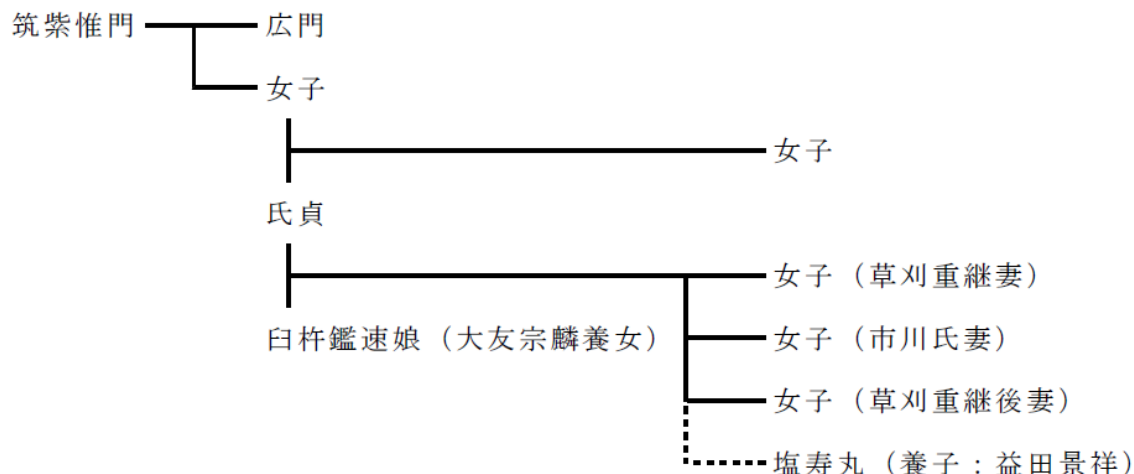 筑紫惟門 広門
女子
女子
氏貞
女子（草刈重継妻）
臼杵鑑速娘（大友宗麟養女） 女子（市川氏妻）
女子（草刈重継後妻）
塩寿丸（養子：益田景祥）